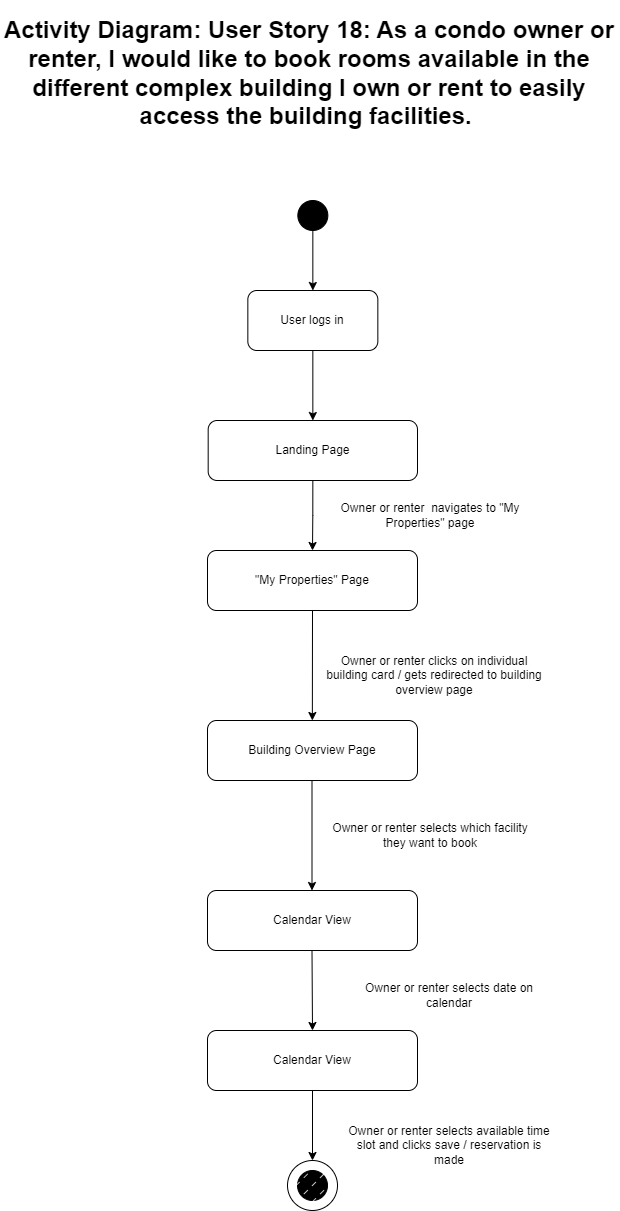 Activity Diagram: User Story 18: As a condo owner or
renter, I would like to book rooms available in the
different complex building I own or rent to easily
access the building facilities.
User logs in
Landing Page
Owner or renter  navigates to "My
Properties" page
"My Properties" Page
Owner or renter clicks on individual
building card / gets redirected to building
overview page
Building Overview Page
Owner or renter selects which facility
they want to book
Calendar View
Owner or renter selects date on
calendar
Calendar View
Owner or renter selects available time
slot and clicks save / reservation is
made